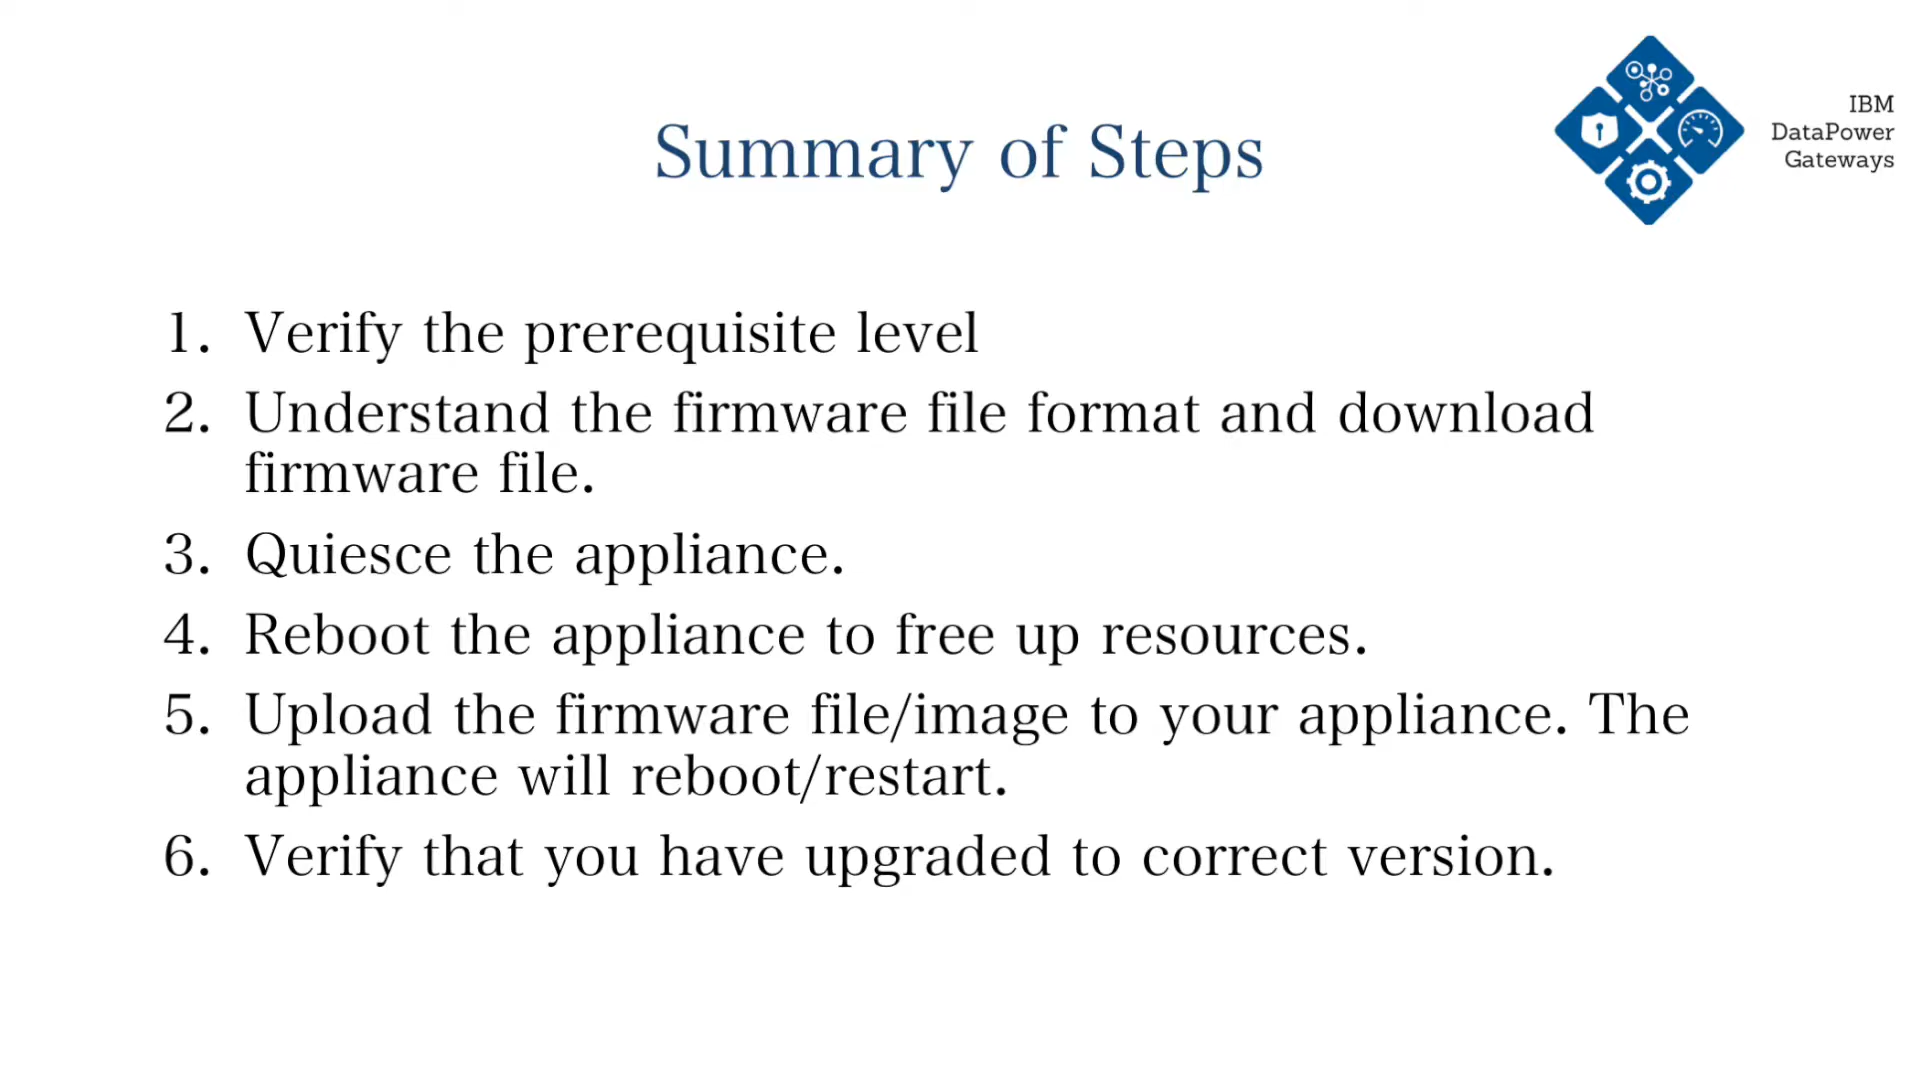 IBM
DataPower
Gateways
Summary of Steps
1. Verify the prerequisite level
2. Understand the firmware file format and download
firmware file.
3. Quiesce the appliance.
4. Reboot the appliance to free up resources.
5. Upload the firmware file/image to your appliance. The
appliance will reboot/restart.
6. Verify that you have upgraded to correct version.